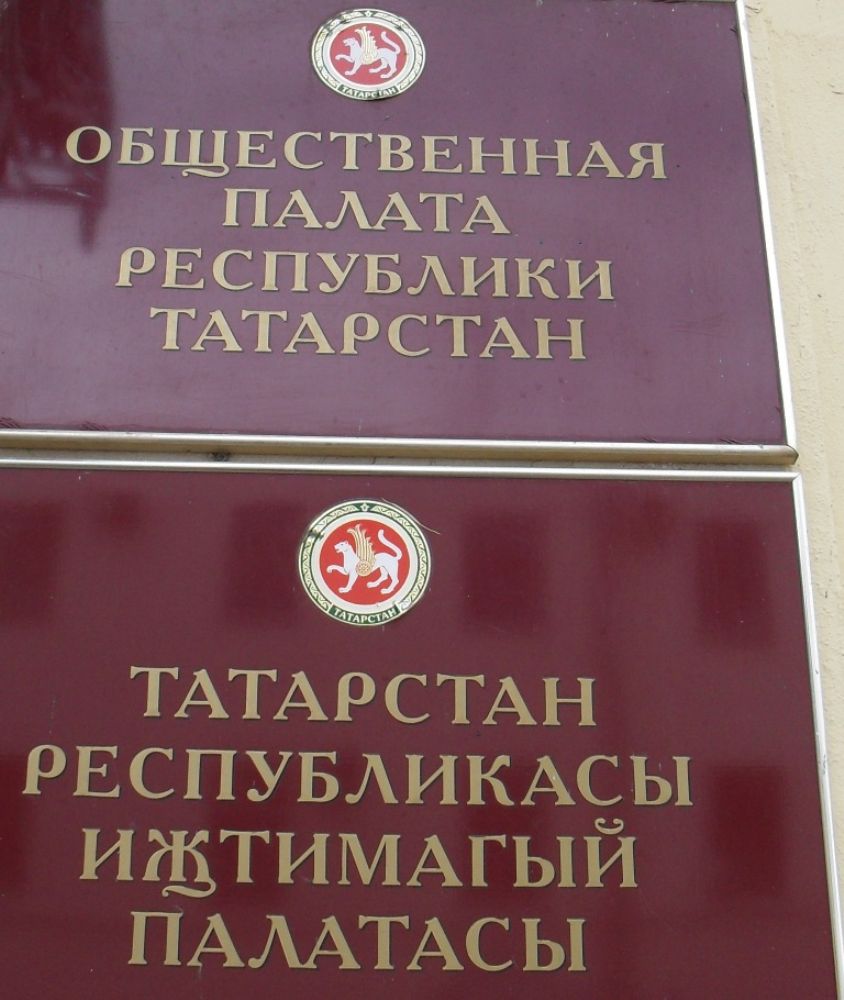 ТАТАРСТАН
ОБЩЕСТВЕННАЯ
ПАЛАТА
РЕСПУБЛИКИ
ТАТАРСТАН
ТАТАРСТАН
ТАТАРСТАН
РЕСПУБЛИКАСЫ
ИҖТИМАГЫЙ
ПАЛАТАСЫ